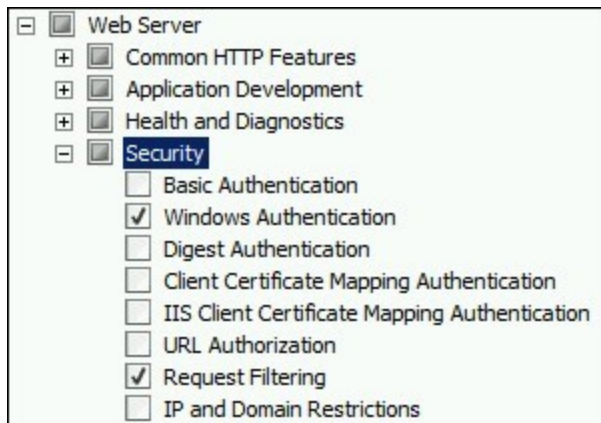 Web Server
Common HTTP Features
Application Development
Health and Diagnostics
Security
Basic Authentication
Windows Authentication
Digest Authentication
Client Certificate Mapping Authentication
IIS Client Certificate Mapping Authentication
URL Authorization
Request Filtering
IP and Domain Restrictions